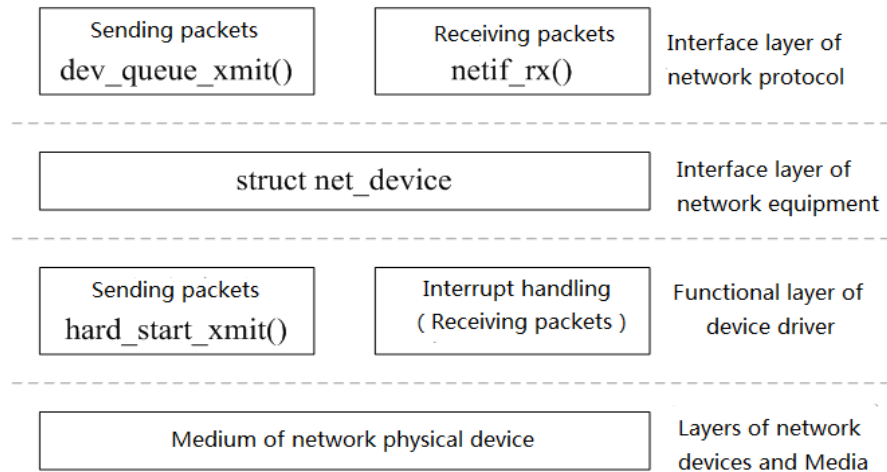 Sending packets
dev_queue_xmit()
Receiving packets
netif_rx()
Interface layer of
network protocol
struct net_device
Interface layer of
network equipment
Sending packets
hard_start_xmit()
Interrupt handling
( Receiving packets )
Functional layer of
device driver
Medium of network physical device
Layers of network
devices and Media